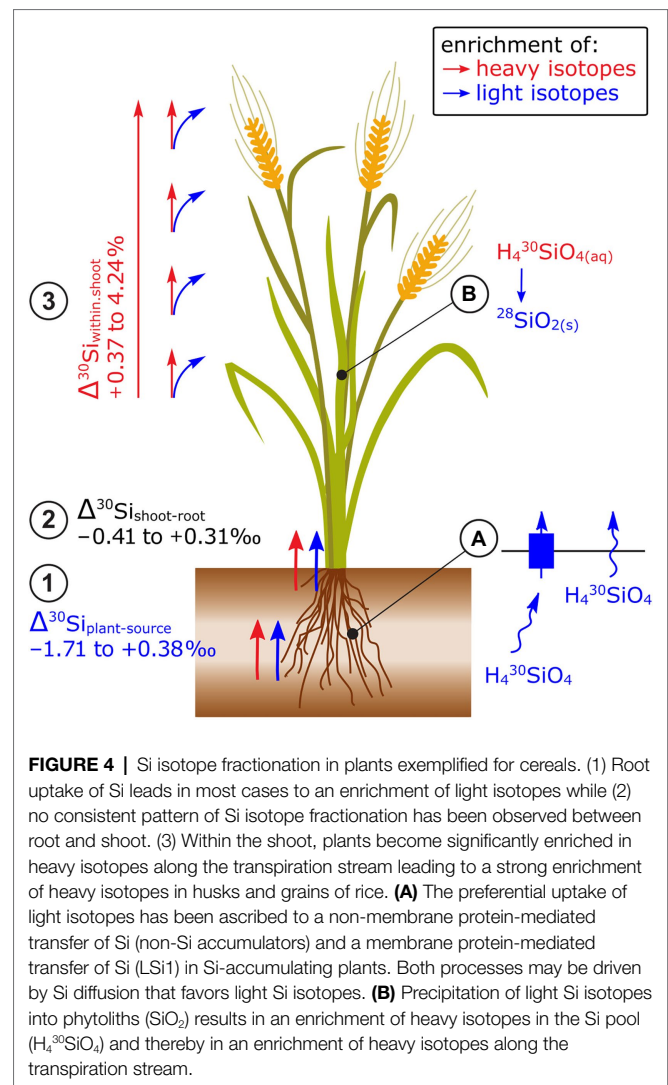 enrichment of:
→ heavy isotopes
→ light isotopes
3
Δ³⁰Siwithin.shoot
+0.37 to 4.24%
B
H₄³⁰SiO₄(aq)
²⁸SiO₂(s)
2
Δ³⁰Sishoot-root
−0.41 to +0.31‰
A
1
Δ³⁰Siplant-source
−1.71 to +0.38‰
H₄³⁰SiO₄
H₄³⁰SiO₄
FIGURE 4 | Si isotope fractionation in plants exemplified for cereals. (1) Root
uptake of Si leads in most cases to an enrichment of light isotopes while (2)
no consistent pattern of Si isotope fractionation has been observed between
root and shoot. (3) Within the shoot, plants become significantly enriched in
heavy isotopes along the transpiration stream leading to a strong enrichment
of heavy isotopes in husks and grains of rice. (A) The preferential uptake of
light isotopes has been ascribed to a non-membrane protein-mediated
transfer of Si (non-Si accumulators) and a membrane protein-mediated
transfer of Si (LSi1) in Si-accumulating plants. Both processes may be driven
by Si diffusion that favors light Si isotopes. (B) Precipitation of light Si isotopes
into phytoliths (SiO₂) results in an enrichment of heavy isotopes in the Si pool
(H₄³⁰SiO₄) and thereby in an enrichment of heavy isotopes along the
transpiration stream.